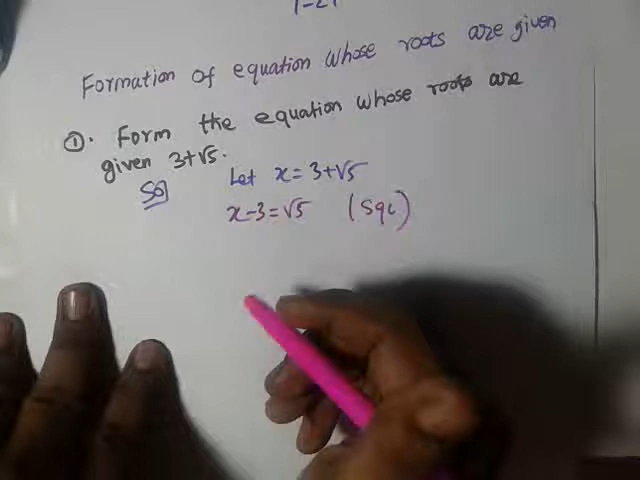 Formation of equation whose roots are given
①. Form the equation whose roots are
given 3+√5.
Sol Let x = 3+√5
x-3=√5 (Sq